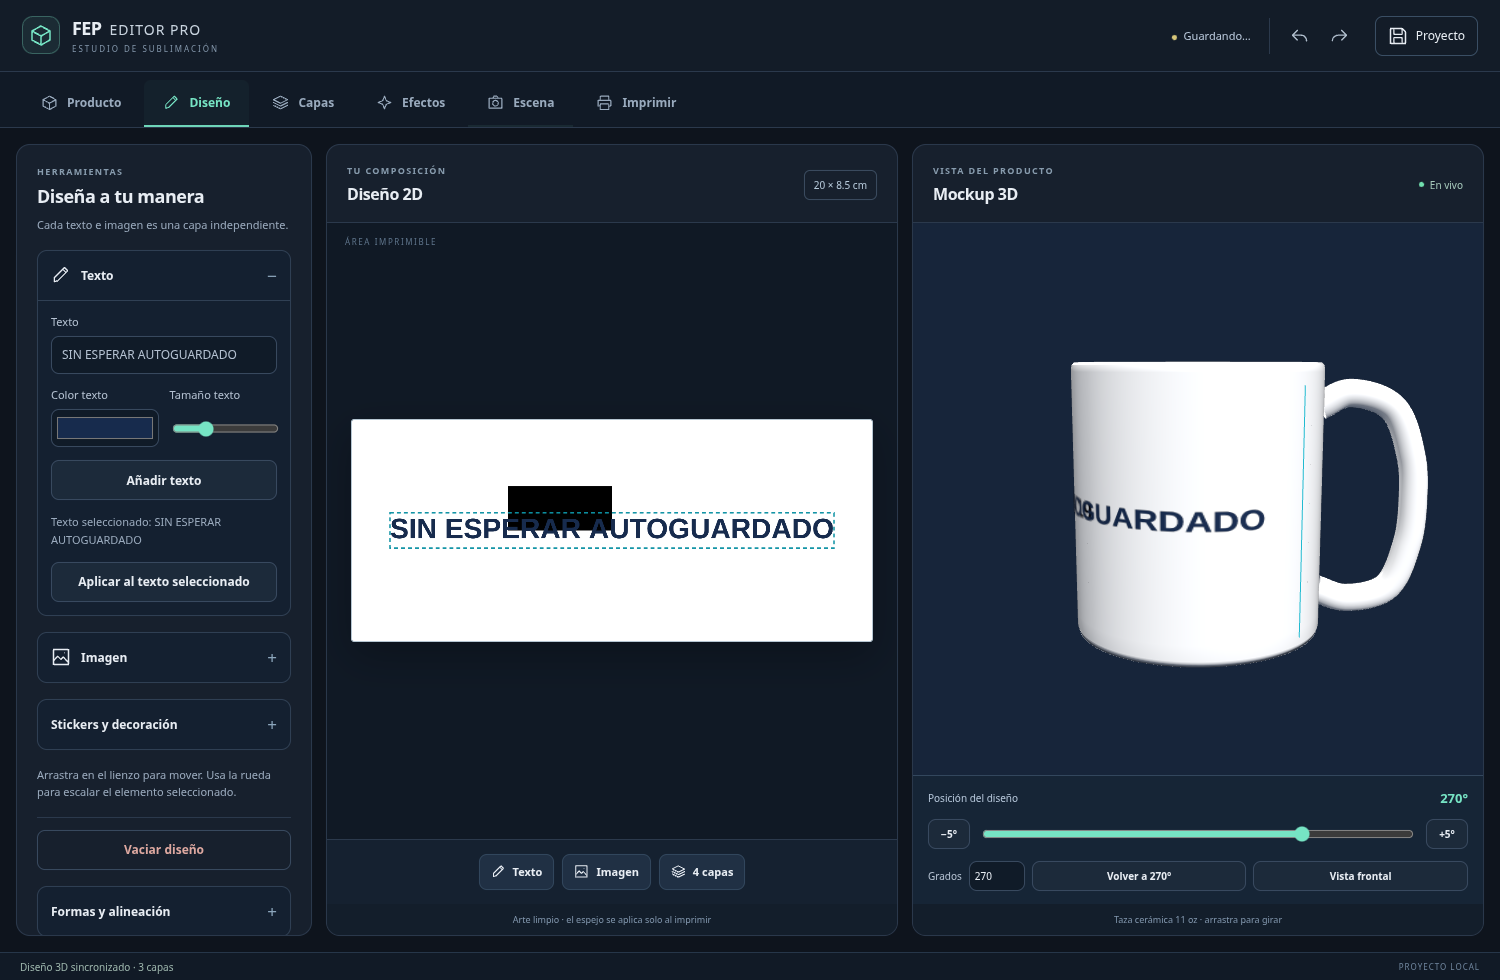 FEP EDITOR PRO
ESTUDIO DE SUBLIMACIÓN
Guardando...
Proyecto
Producto
Diseño
Capas
Efectos
Escena
Imprimir
HERRAMIENTAS
Diseña a tu manera
Cada texto e imagen es una capa independiente.
Texto
Texto
SIN ESPERAR AUTOGUARDADO
Color texto
Tamaño texto
Añadir texto
Texto seleccionado: SIN ESPERAR
AUTOGUARDADO
Aplicar al texto seleccionado
Imagen
Stickers y decoración
Arrastra en el lienzo para mover. Usa la rueda
para escalar el elemento seleccionado.
Vaciar diseño
Formas y alineación
TU COMPOSICIÓN
Diseño 2D
20 × 8.5 cm
ÁREA IMPRIMIBLE
SIN ESPERAR AUTOGUARDADO
Texto
Imagen
4 capas
Arte limpio · el espejo se aplica solo al imprimir
VISTA DEL PRODUCTO
Mockup 3D
En vivo
OGUARDADO
Posición del diseño
270°
−5°
+5°
Grados
270
Volver a 270°
Vista frontal
Taza cerámica 11 oz · arrastra para girar
Diseño 3D sincronizado · 3 capas
PROYECTO LOCAL